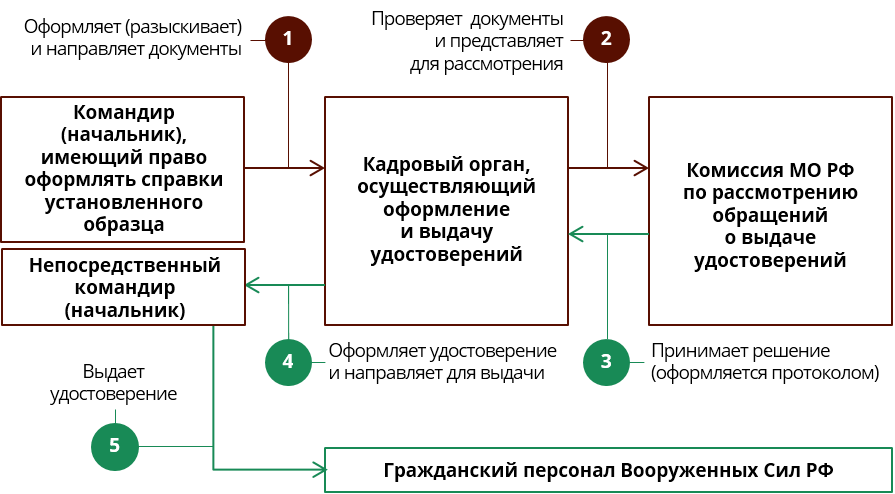 Оформляет (разыскивает)
и направляет документы
1
Проверяет документы
и представляет
для рассмотрения
2
Командир
(начальник),
имеющий право
оформлять справки
установленного
образца
Кадровый орган,
осуществляющий
оформление
и выдачу
удостоверений
Комиссия МО РФ
по рассмотрению
обращений
о выдаче
удостоверений
Непосредственный
командир
(начальник)
4
Оформляет удостоверение
и направляет для выдачи
3
Принимает решение
(оформляется протоколом)
Выдает
удостоверение
5
Гражданский персонал Вооруженных Сил РФ